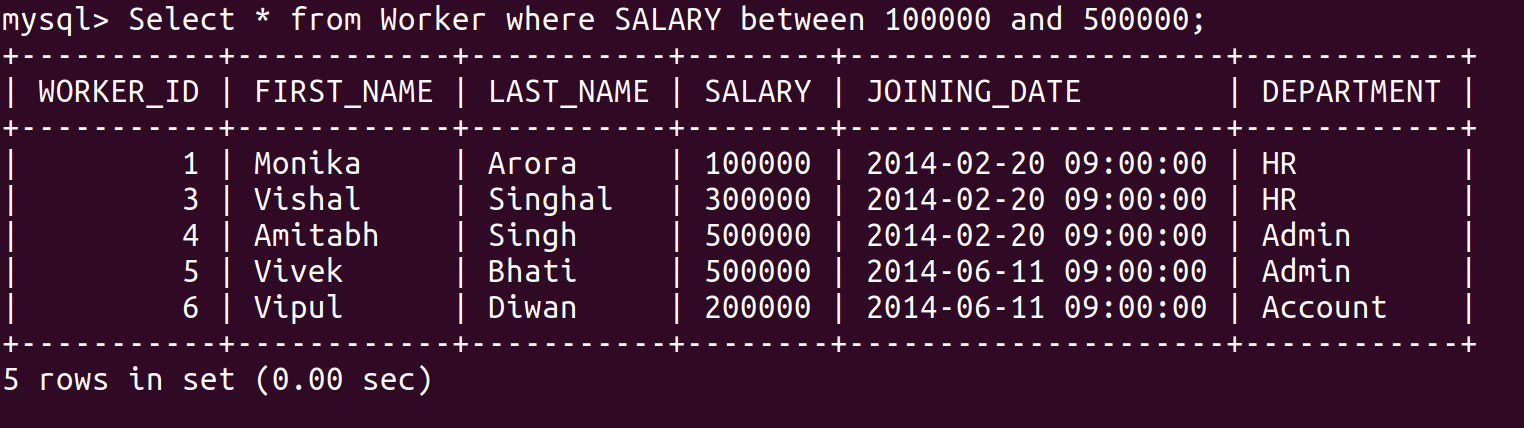 mysql> Select * from Worker where SALARY between 100000 and 500000;
+-----------+------------+-----------+--------+---------------------+------------+
| WORKER_ID | FIRST_NAME | LAST_NAME | SALARY | JOINING_DATE        | DEPARTMENT |
+-----------+------------+-----------+--------+---------------------+------------+
|         1 | Monika     | Arora     | 100000 | 2014-02-20 09:00:00 | HR         |
|         3 | Vishal     | Singhal   | 300000 | 2014-02-20 09:00:00 | HR         |
|         4 | Amitabh    | Singh     | 500000 | 2014-02-20 09:00:00 | Admin      |
|         5 | Vivek      | Bhati     | 500000 | 2014-06-11 09:00:00 | Admin      |
|         6 | Vipul      | Diwan     | 200000 | 2014-06-11 09:00:00 | Account    |
+-----------+------------+-----------+--------+---------------------+------------+
5 rows in set (0.00 sec)